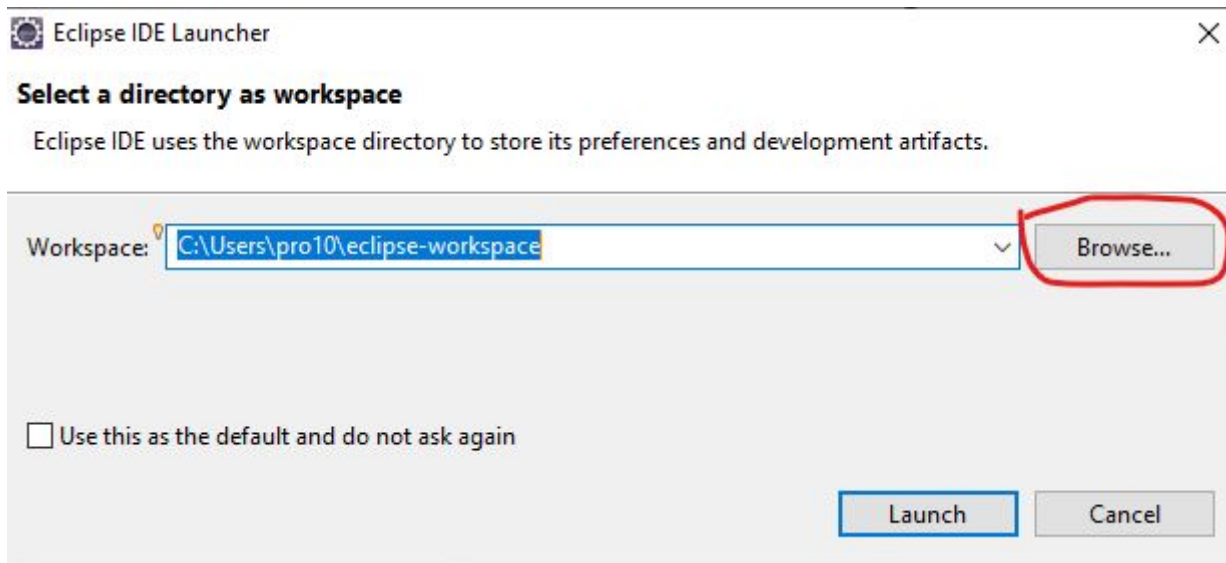 Eclipse IDE Launcher
Select a directory as workspace
Eclipse IDE uses the workspace directory to store its preferences and development artifacts.
Workspace: C:\Users\pro10\eclipse-workspace Browse...
Use this as the default and do not ask again
Launch Cancel